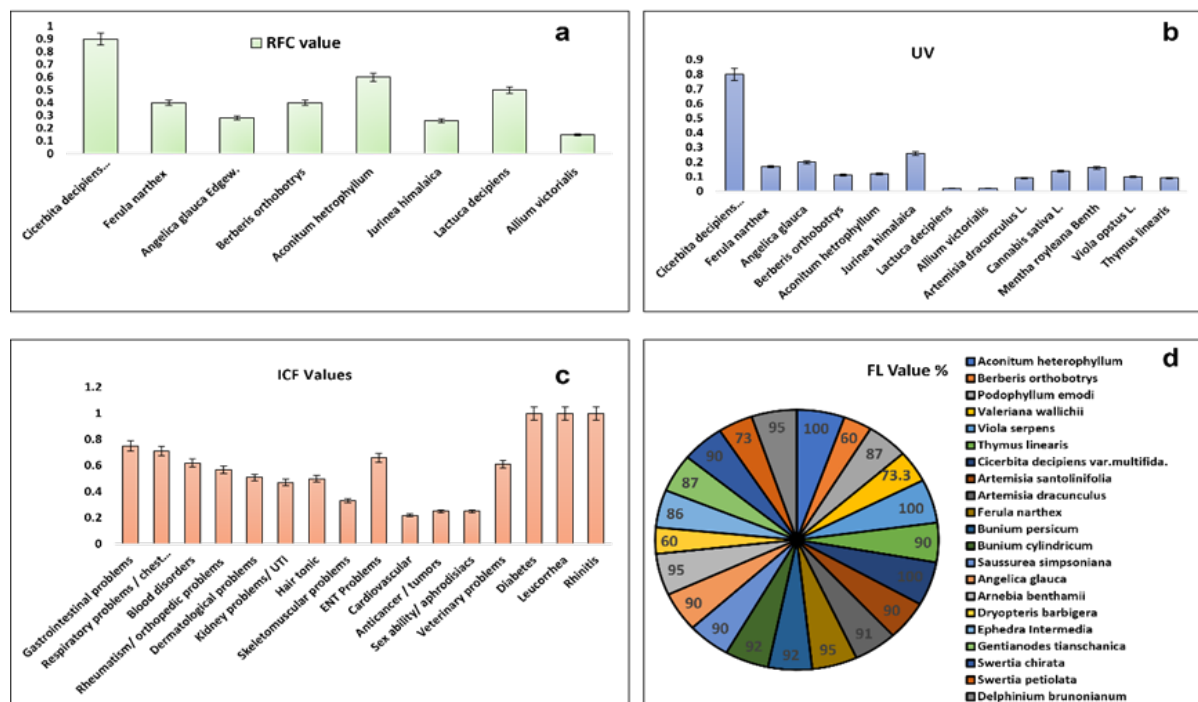 a
RFC value
1
0.9
0.8
0.7
0.6
0.5
0.4
0.3
0.2
0.1
0
Cicerbita decipiens...
Ferula narthex
Angelica glauca Edgew.
Berberis orthobotrys
Aconitum hetrophyllum
Jurinea himalaica
Lactuca decipiens
Allium victorialis
b
UV
0.9
0.8
0.7
0.6
0.5
0.4
0.3
0.2
0.1
0
Cicerbita decipiens...
Ferula narthex
Angelica glauca
Berberis orthobotrys
Aconitum hetrophyllum
Jurinea himalaica
Lactuca decipiens
Allium victorialis
Artemisia dracunculus L.
Cannabis sativa L.
Mentha royleana Benth
Viola opstus L.
Thymus linearis
c
ICF Values
1.2
1
0.8
0.6
0.4
0.2
0
Gastrointestinal problems
Respiratory problems / chest...
Blood disorders
Rheumatism/ orthopedic problems
Dermatological problems
Kidney problems/ UTI
Hair tonic
Skeletomuscular problems
ENT Problems
Cardiovascular
Anticancer / tumors
Sex ability/ aphrodisiacs
Veterinary problems
Diabetes
Leucorrhea
Rhinitis
d
FL Value %
100
60
87
73.3
100
90
90
91
95
92
92
90
90
95
60
86
87
90
73
95
Aconitum heterophyllum
Berberis orthobotrys
Podophyllum emodi
Valeriana wallichii
Viola serpens
Thymus linearis
Cicerbita decipiens var.multifida.
Artemisia santolinifolia
Artemisia dracunculus
Ferula narthex
Bunium persicum
Bunium cylindricum
Saussurea simpsoniana
Angelica glauca
Arnebia benthamii
Dryopteris barbigera
Ephedra Intermedia
Gentianodes tianschanica
Swertia chirata
Swertia petiolata
Delphinium brunonianum